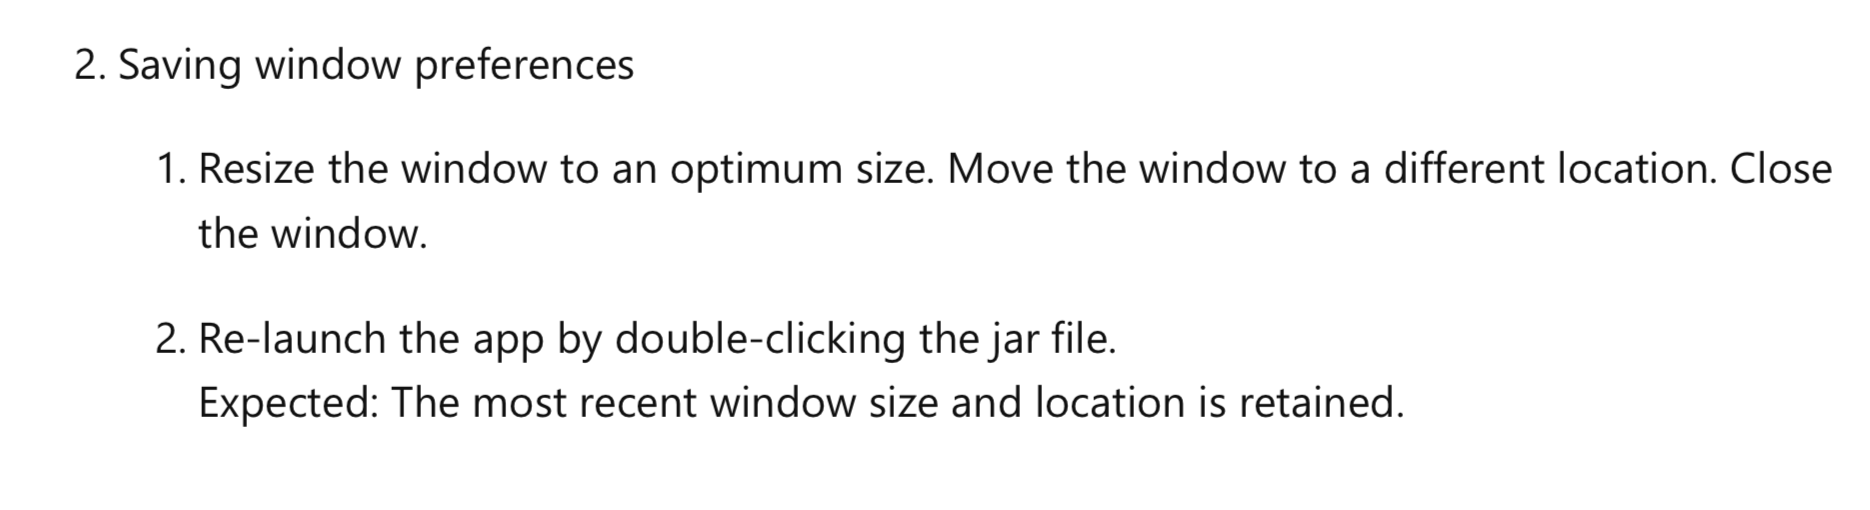 2. Saving window preferences
1. Resize the window to an optimum size. Move the window to a different location. Close
the window.
2. Re-launch the app by double-clicking the jar file.
Expected: The most recent window size and location is retained.